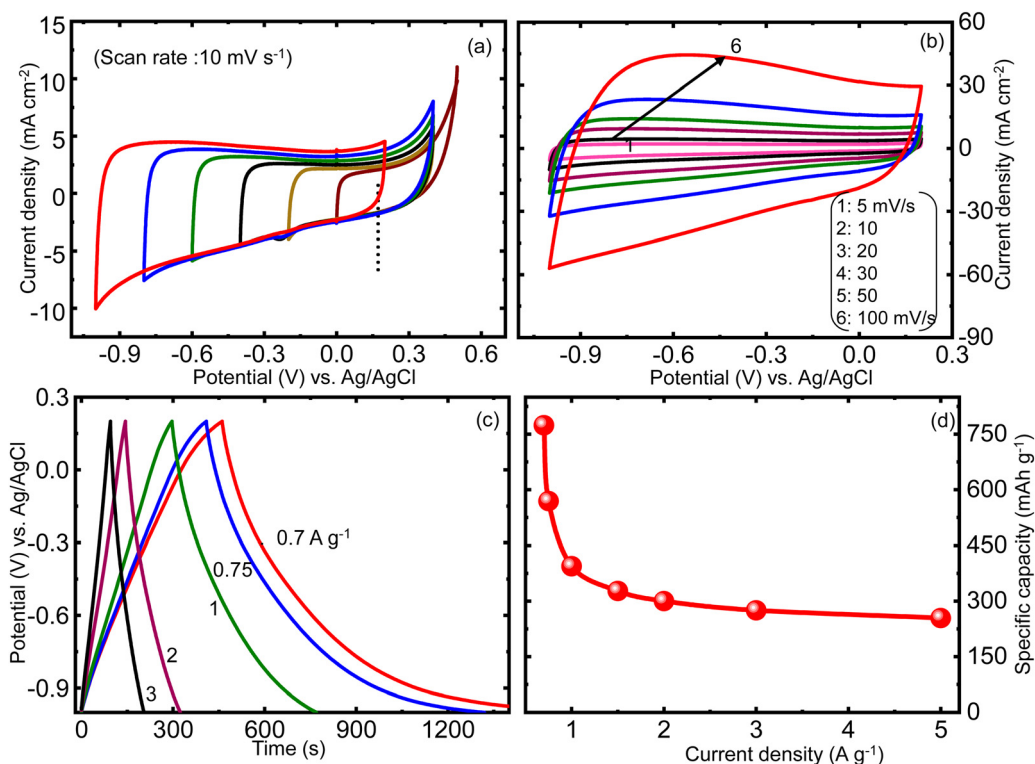 (a)
(Scan rate :10 mV s⁻¹)
15
10
5
0
-5
-10
Current density (mA cm⁻²)
-0.9 -0.6 -0.3 0.0 0.3 0.6
Potential (V) vs. Ag/AgCl
(b)
6
1
60
30
0
-30
-60
-90
Current density (mA cm⁻²)
1: 5 mV/s
2: 10
3: 20
4: 30
5: 50
6: 100 mV/s
-0.9 -0.6 -0.3 0.0 0.3
Potential (V) vs. Ag/AgCl
(c)
0.3
0.0
-0.3
-0.6
-0.9
Potential (V) vs. Ag/AgCl
0.7 A g⁻¹
0.75
1
2
3
0 300 600 900 1200
Time (s)
(d)
750
600
450
300
150
0
Specific capacity (mAh g⁻¹)
1 2 3 4 5
Current density (A g⁻¹)